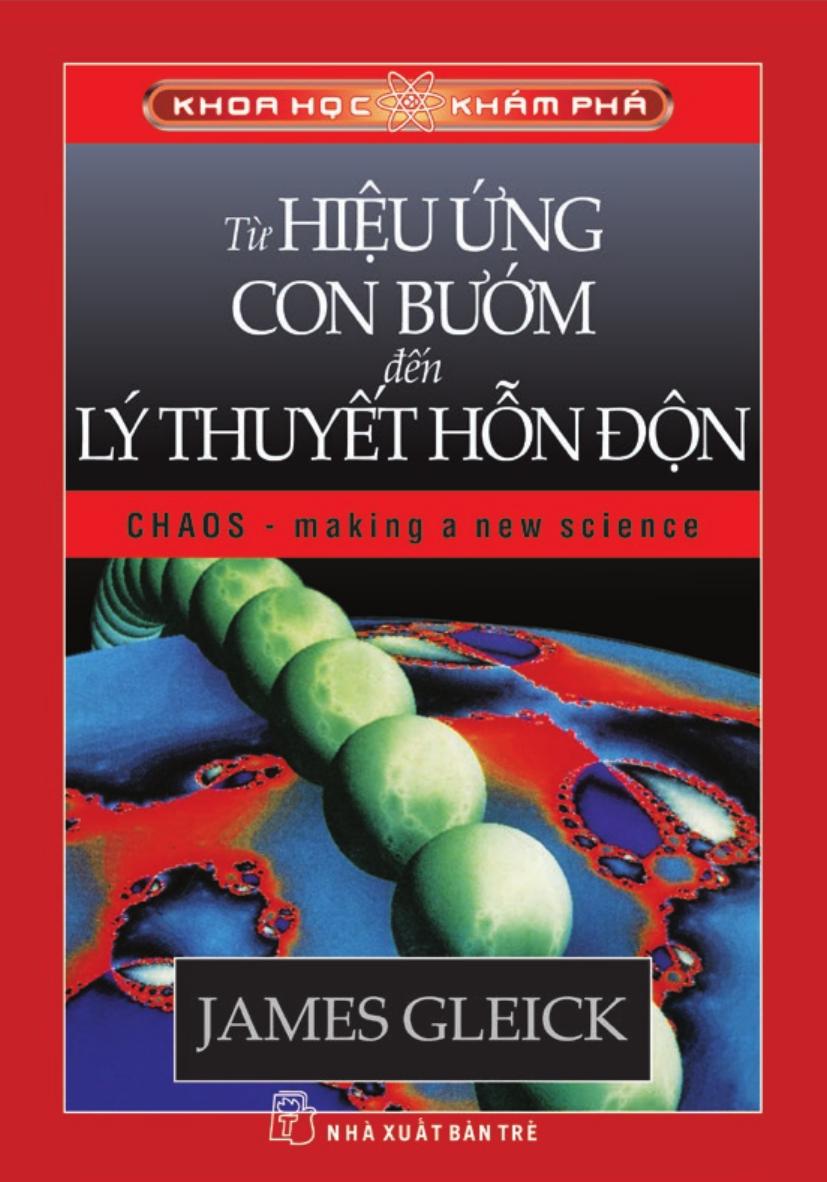 KHOA HỌC KHÁM PHÁ
Từ HIỆU ỨNG
CON BƯỚM
đến
LÝ THUYẾT HỖN ĐỘN
CHAOS - making a new science
JAMES GLEICK
T
NHÀ XUẤT BẢN TRẺ